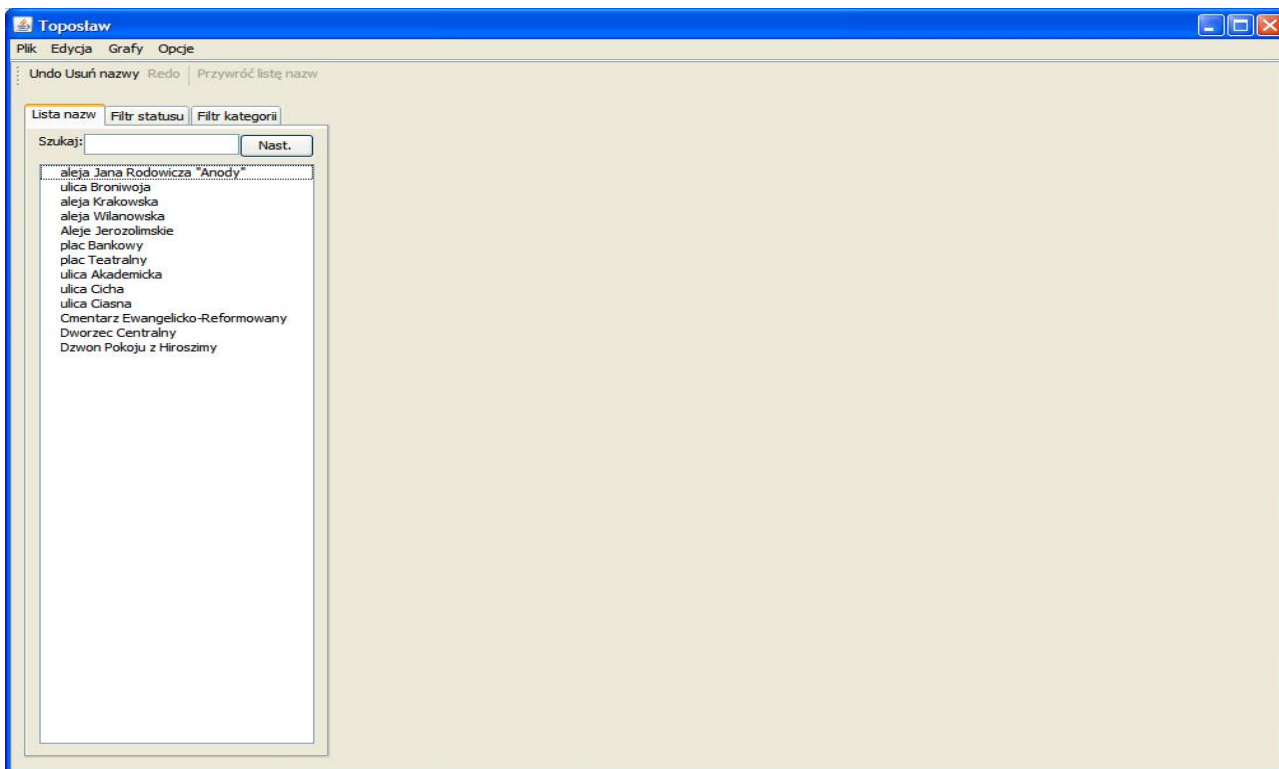 Toposław
Plik Edycja Grafy Opcje
Undo Usuń nazwy Redo Przywróć listę nazw
Lista nazw Filtr statusu Filtr kategorii
Szukaj: Nast.
aleja Jana Rodowicza "Anody"
ulica Broniwoja
aleja Krakowska
aleja Wilanowska
Aleje Jerozolimskie
plac Bankowy
plac Teatralny
ulica Akademicka
ulica Cicha
ulica Ciasna
Cmentarz Ewangelicko-Reformowany
Dworzec Centralny
Dzwon Pokoju z Hiroszimy